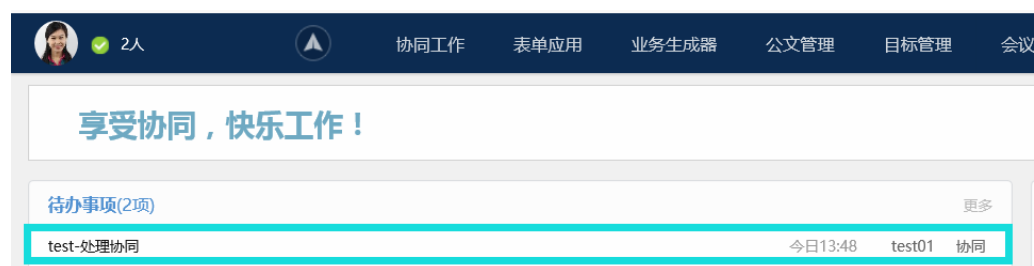 2人 协同工作 表单应用 业务生成器 公文管理 目标管理 会议
享受协同，快乐工作！
待办事项(2项) 更多
test-处理协同 今日13:48 test01 协同